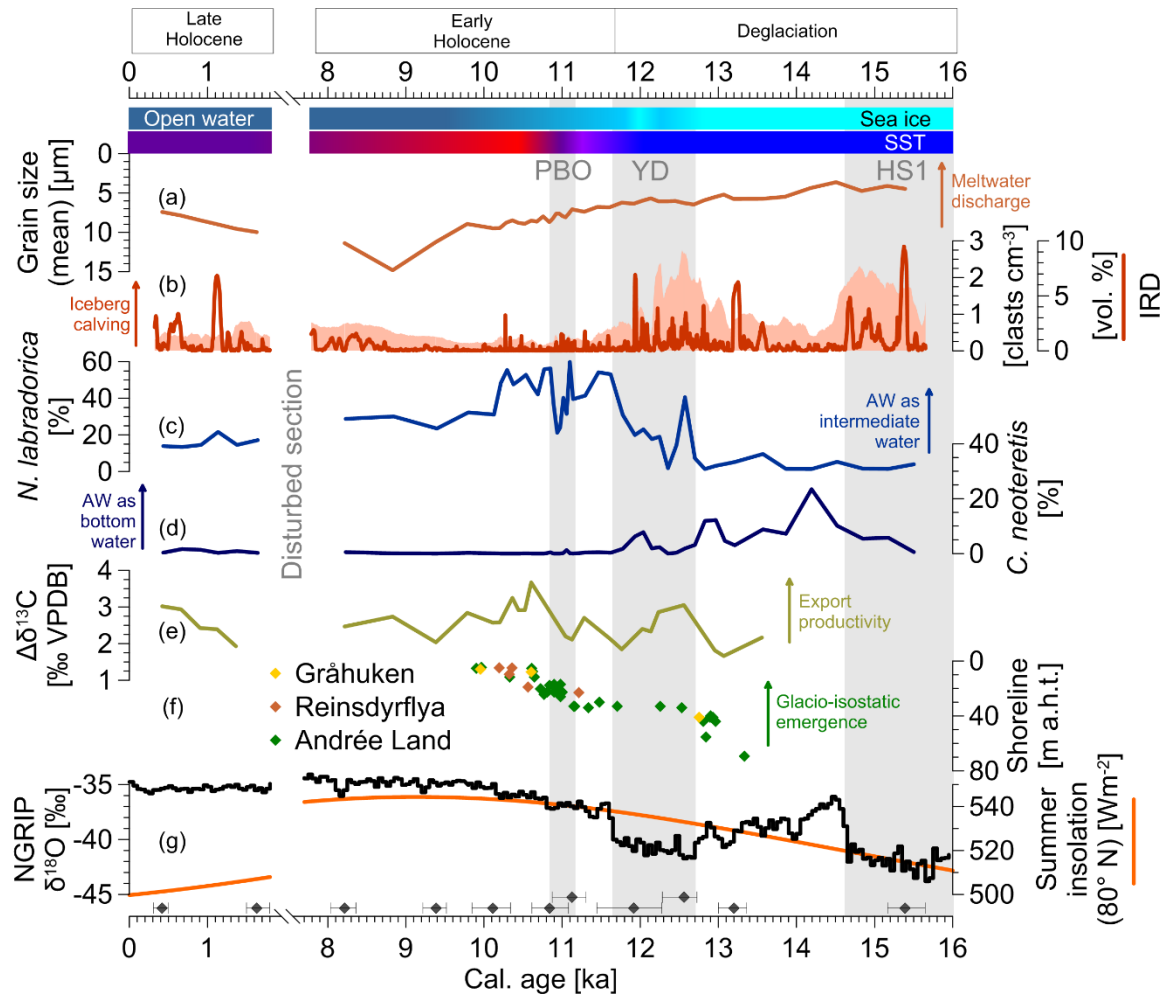 Late
Holocene
Early
Holocene
Deglaciation
0 1 8 9 10 11 12 13 14 15 16
Open water
Sea ice
SST
PBO YD HS1
Grain size
(mean) [µm]
0
5
10
15
(a)
Meltwater
discharge
(b)
Iceberg
calving
3
2
1
0
[clasts cm-3]
10
5
0
[vol. %]
IRD
N. labradorica
[%]
60
40
20
0
(c)
AW as
intermediate
water
Disturbed section
AW as
bottom
water
(d)
40
20
0
C. neoteretis
[%]
Δδ13C
[‰ VPDB]
4
3
2
1
(e)
Export
productivity
Gråhuken
Reinsdyrflya
Andrée Land
(f)
Glacio-isostatic
emergence
0
40
80
Shoreline
[m a.h.t.]
NGRIP
δ18O [‰]
-35
-40
-45
(g)
540
520
500
Summer
insolation
(80° N) [Wm-2]
0 1 8 9 10 11 12 13 14 15 16
Cal. age [ka]